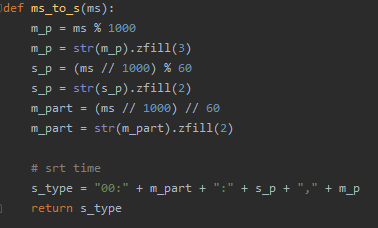 def ms_to_s(ms):
    m_p = ms % 1000
    m_p = str(m_p).zfill(3)
    s_p = (ms // 1000) % 60
    s_p = str(s_p).zfill(2)
    m_part = (ms // 1000) // 60
    m_part = str(m_part).zfill(2)

    # srt time
    s_type = "00:" + m_part + ":" + s_p + "," + m_p
    return s_type